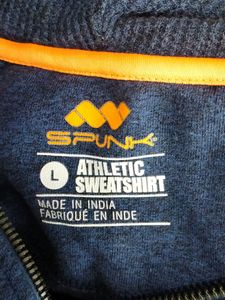 SPUNK
L ATHLETIC
SWEATSHIRT
MADE IN INDIA
FABRIQUÉ EN INDE